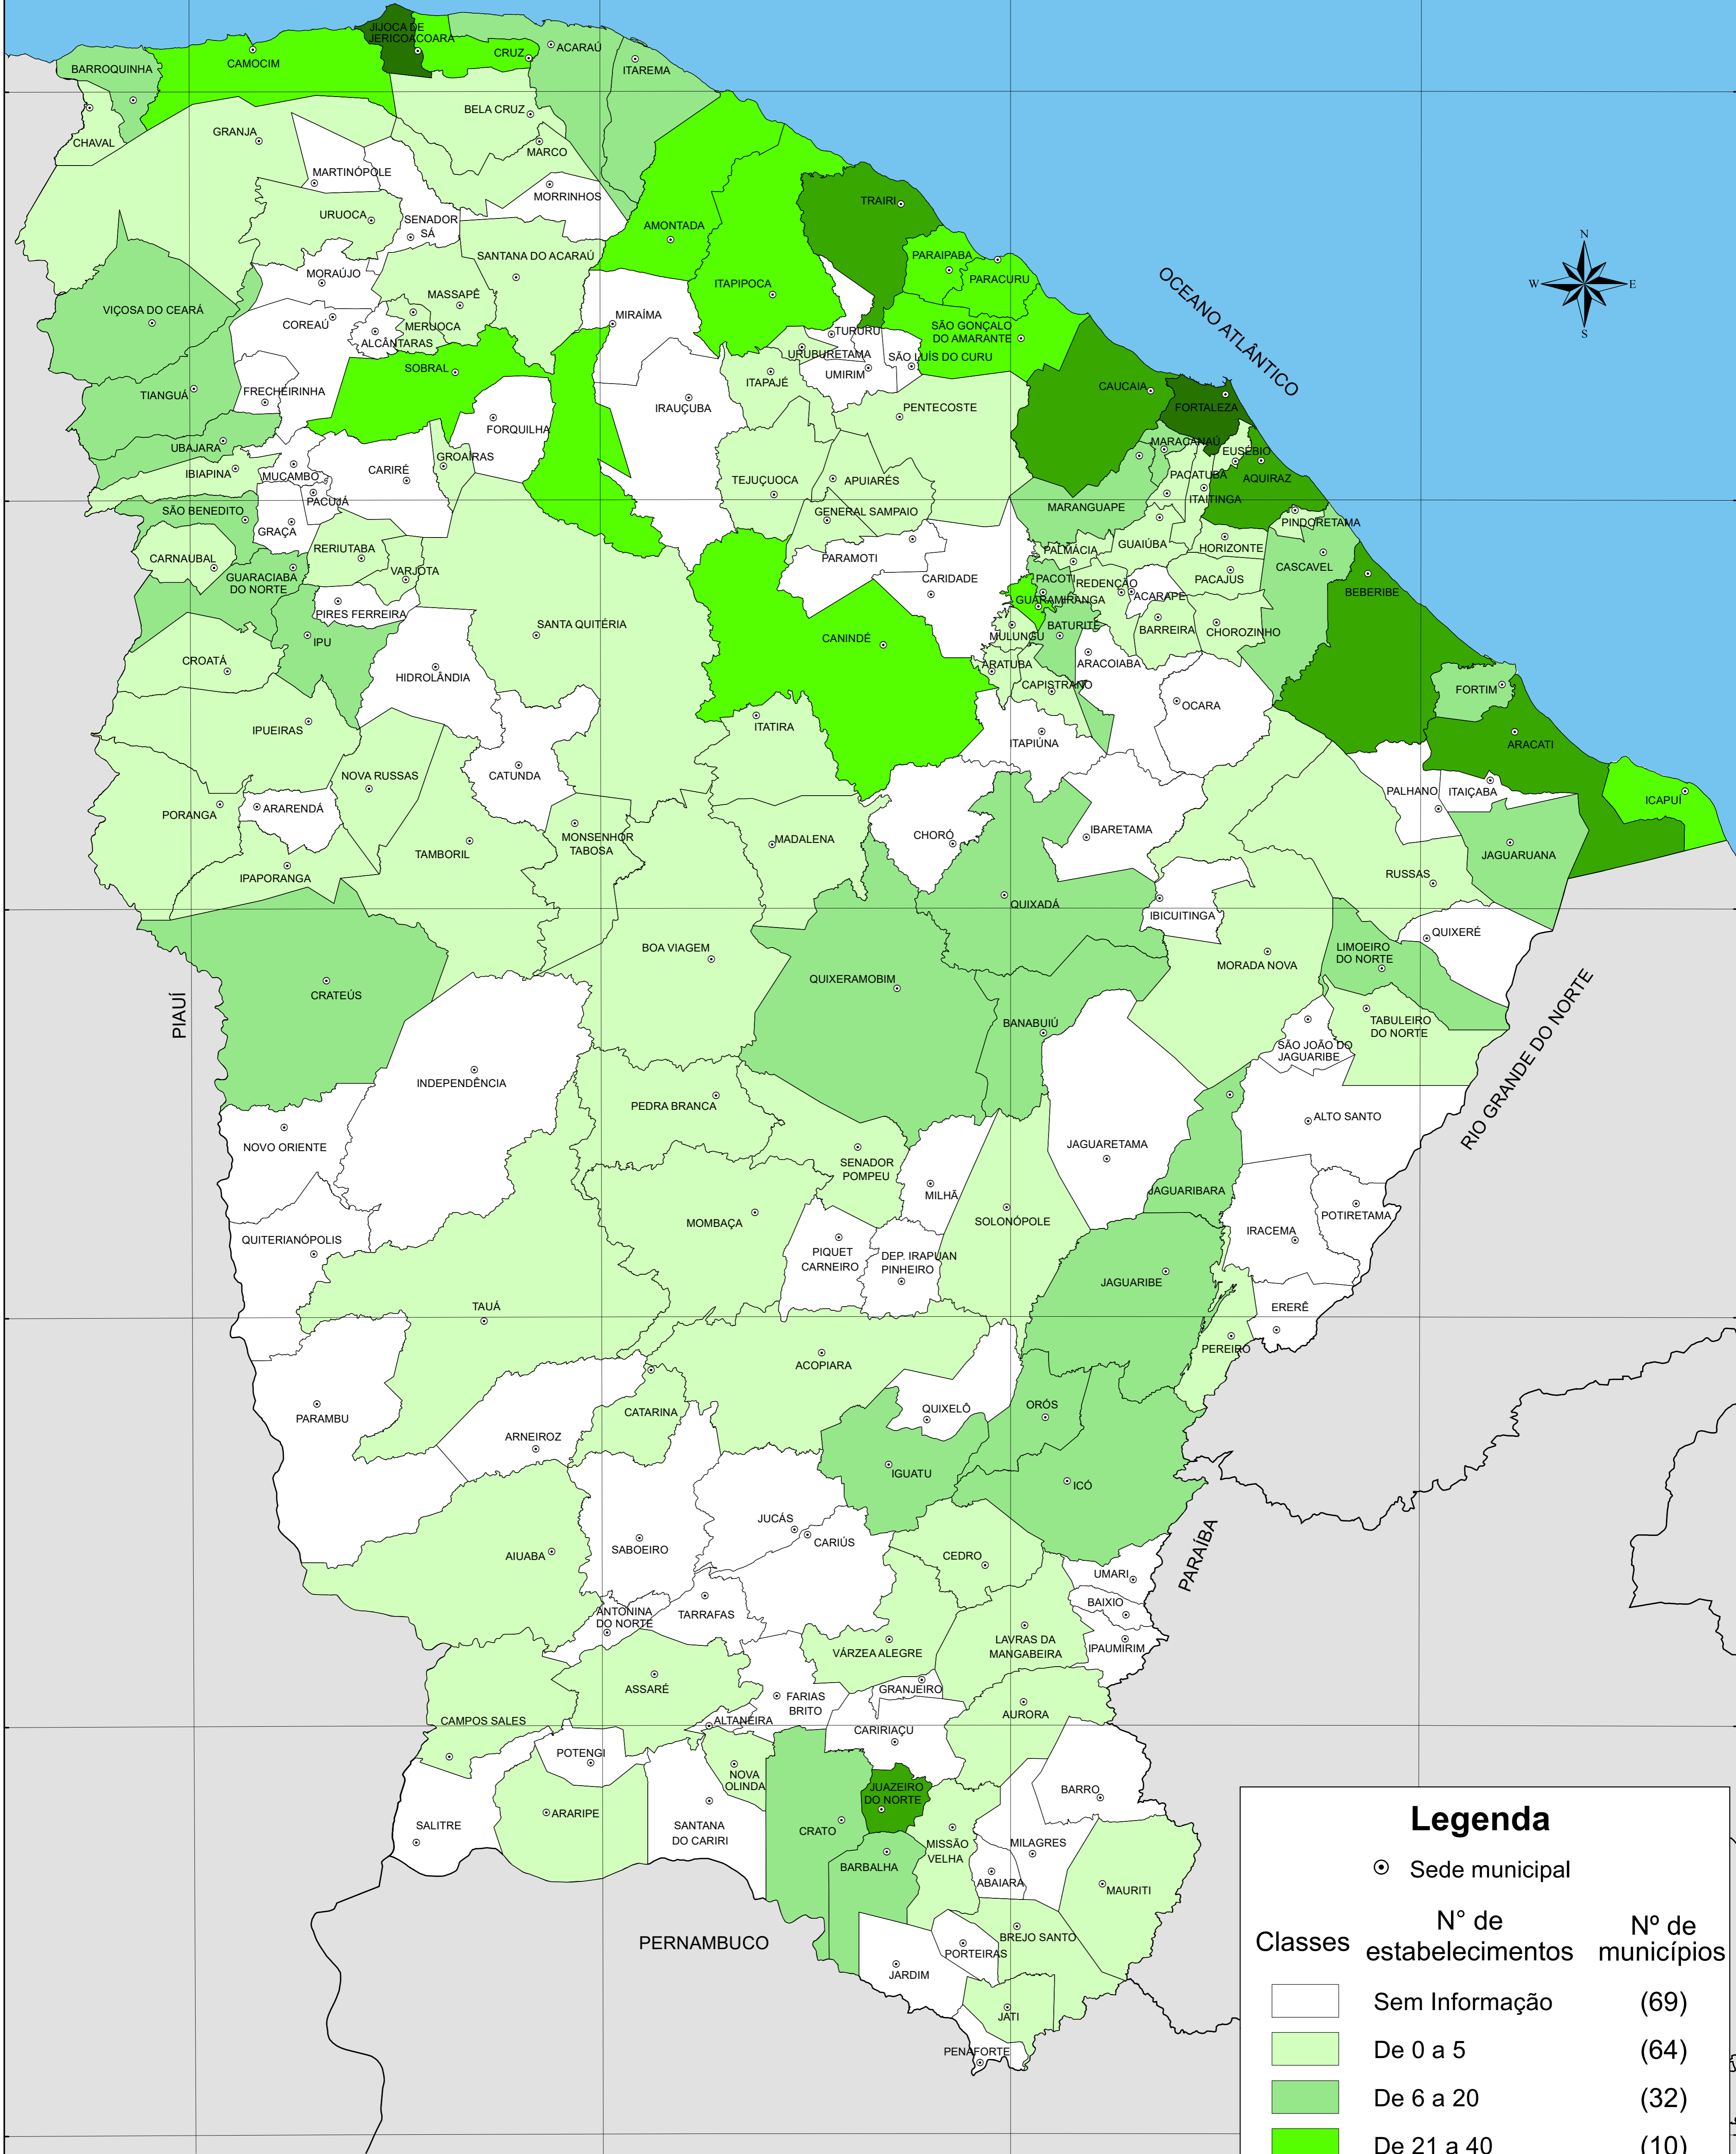 JIJOCA DE
JERICOACOARA
CRUZ
ACARAÚ
ITAREMA
BARROQUINHA
CAMOCIM
BELA CRUZ
CHAVAL
GRANJA
MARCO
MARTINÓPOLE
MORRINHOS
TRAIRI
URUOCA
SENADOR
SÁ
AMONTADA
SANTANA DO ACARAÚ
PARAIPABA
PARACURU
MORAÚJO
ITAPIPOCA
MASSAPÊ
VIÇOSA DO CEARÁ
MIRAÍMA
COREAÚ
MERUOCA
ALCÂNTARAS
TURURU
SÃO GONÇALO
DO AMARANTE
URUBURETAMA
SÃO LUÍS DO CURU
UMIRIM
SOBRAL
ITAPAJÉ
TIANGUÁ
FRECHEIRINHA
IRAUÇUBA
PENTECOSTE
CAUCAIA
FORTALEZA
FORQUILHA
UBAJARA
MARACANAÚ
EUSÉBIO
IBIAPINA
MUCAMBO
CARIRÉ
GROAÍRAS
TEJUÇUOCA
APUIARÉS
PACATUBA
AQUIRAZ
ITAITINGA
PACUJÁ
SÃO BENEDITO
GRAÇA
GENERAL SAMPAIO
MARANGUAPE
PINDORETAMA
CARNAUBAL
RERIUTABA
VARJOTA
PARAMOTI
PALMÁCIA
GUAIÚBA
HORIZONTE
GUARACIABA
DO NORTE
CARIDADE
PACOTI
REDENÇÃO
PACAJUS
CASCAVEL
BEBERIBE
PIRES FERREIRA
GUARAMIRANGA
ACARAPE
IPU
SANTA QUITÉRIA
CANINDÉ
MULUNGU
BATURITÉ
BARREIRA
CHOROZINHO
CROATÁ
HIDROLÂNDIA
ARATUBA
ARACOIABA
CAPISTRANO
FORTIM
IPUEIRAS
ITATIRA
ITAPIÚNA
OCARA
ARACATI
NOVA RUSSAS
CATUNDA
PALHANO
ITAIÇABA
ICAPUÍ
PORANGA
ARARENDÁ
MONSENHOR
TABOSA
MADALENA
CHORÓ
IBARETAMA
TAMBORIL
JAGUARUANA
IPAPORANGA
RUSSAS
QUIXADÁ
IBICUITINGA
QUIXERÉ
BOA VIAGEM
LIMOEIRO
DO NORTE
MORADA NOVA
QUIXERAMOBIM
CRATEÚS
BANABUIÚ
TABULEIRO
DO NORTE
SÃO JOÃO DO
JAGUARIBE
INDEPENDÊNCIA
PEDRA BRANCA
ALTO SANTO
NOVO ORIENTE
JAGUARETAMA
SENADOR
POMPEU
MILHÃ
JAGUARIBARA
MOMBAÇA
SOLONÓPOLE
POTIRETAMA
IRACEMA
QUITERIANÓPOLIS
PIQUET
CARNEIRO
DEP. IRAPUAN
PINHEIRO
JAGUARIBE
TAUÁ
ERERÊ
PEREIRO
ACOPIARA
PARAMBU
CATARINA
QUIXELÔ
ORÓS
ARNEIROZ
IGUATU
ICÓ
JUCÁS
CARIÚS
SABOEIRO
AIUABA
CEDRO
UMARI
BAIXIO
ANTONINA
DO NORTE
TARRAFAS
LAVRAS DA
MANGABEIRA
IPAUMIRIM
VÁRZEA ALEGRE
ASSARÉ
FARIAS
BRITO
GRANJEIRO
AURORA
CAMPOS SALES
ALTANEIRA
CARIRIAÇU
POTENGI
NOVA
OLINDA
JUAZEIRO
DO NORTE
BARRO
SALITRE
ARARIPE
SANTANA
DO CARIRI
CRATO
MISSÃO
VELHA
MILAGRES
BARBALHA
ABAIARA
MAURITI
BREJO SANTO
PORTEIRAS
JARDIM
JATI
PENAFORTE
OCEANO ATLÂNTICO
PIAUÍ
RIO GRANDE DO NORTE
PARAÍBA
PERNAMBUCO
N
W
E
S
Legenda
Sede municipal
Classes
N° de
estabelecimentos
Nº de
municípios
Sem Informação (69)
De 0 a 5 (64)
De 6 a 20 (32)
De 21 a 40 (10)